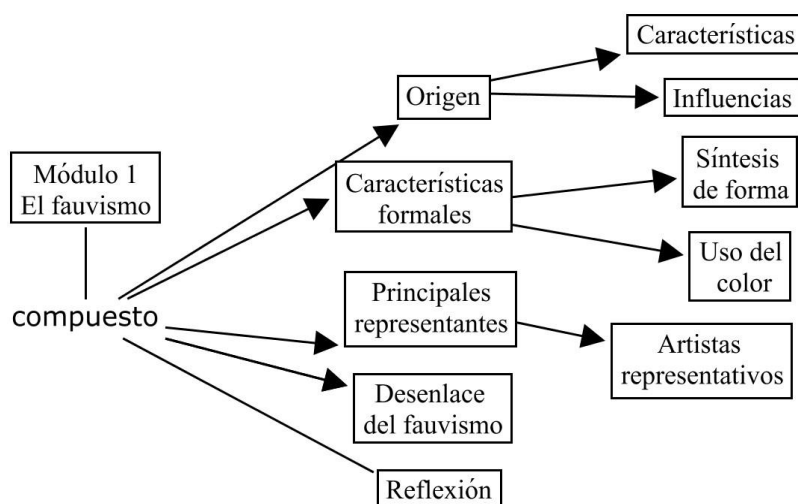 Módulo 1
El fauvismo
compuesto
Origen
Características
Influencias
Características
formales
Síntesis
de forma
Uso del
color
Principales
representantes
Artistas
representativos
Desenlace
del fauvismo
Reflexión